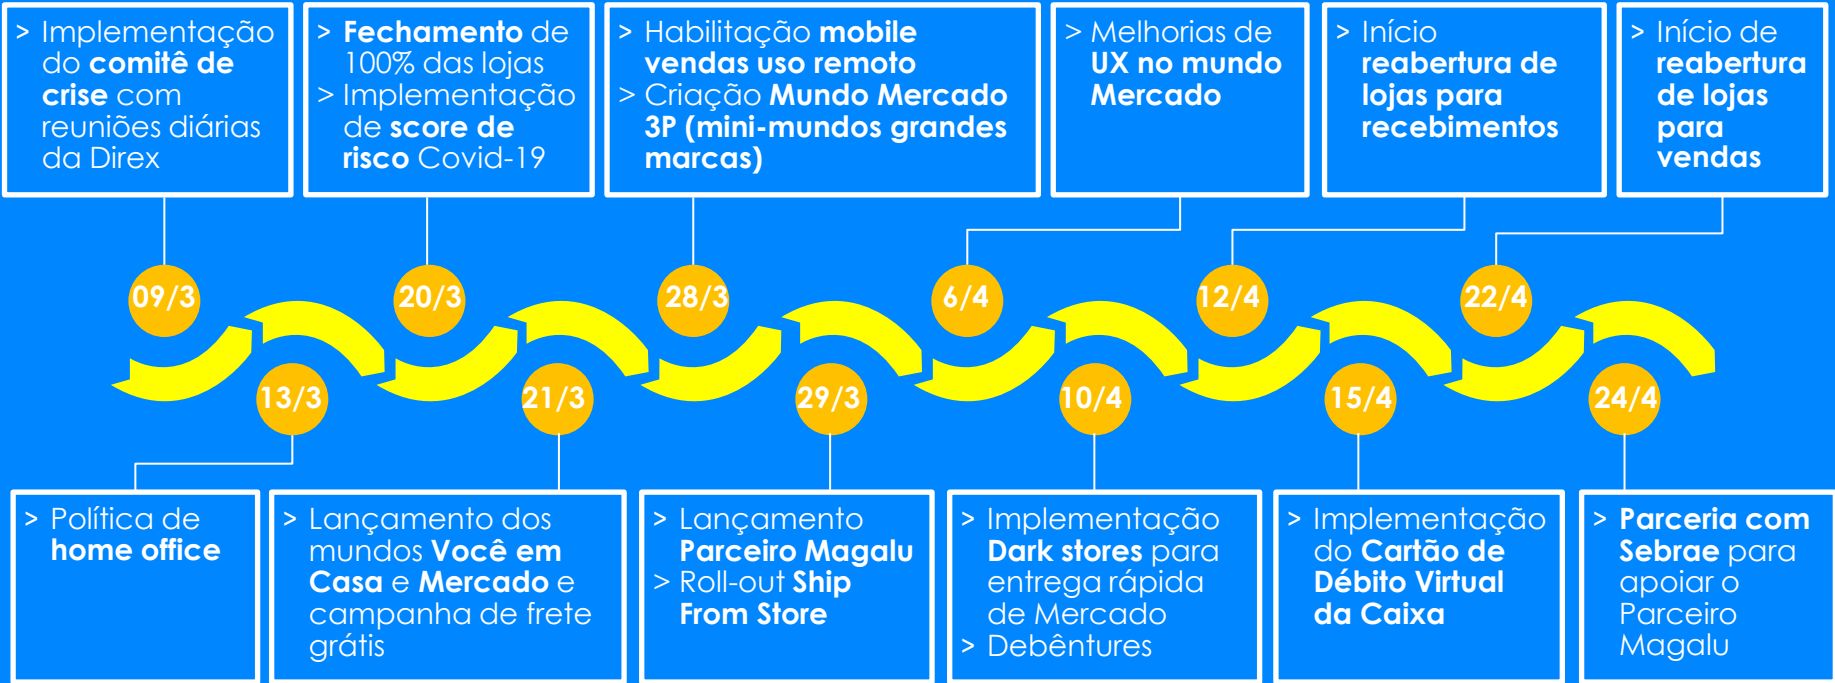 > Implementação
do comitê de
crise com
reuniões diárias
da Direx
> Fechamento de
100% das lojas
> Implementação
de score de
risco Covid-19
> Habilitação mobile
vendas uso remoto
> Criação Mundo Mercado
3P (mini-mundos grandes
marcas)
> Melhorias de
UX no mundo
Mercado
> Início
reabertura de
lojas para
recebimentos
> Início de
reabertura
de lojas
para
vendas
09/3
20/3
28/3
6/4
12/4
22/4
13/3
21/3
29/3
10/4
15/4
24/4
> Política de
home office
> Lançamento dos
mundos Você em
Casa e Mercado e
campanha de frete
grátis
> Lançamento
Parceiro Magalu
> Roll-out Ship
From Store
> Implementação
Dark stores para
entrega rápida
de Mercado
> Debêntures
> Implementação
do Cartão de
Débito Virtual
da Caixa
> Parceria com
Sebrae para
apoiar o
Parceiro
Magalu